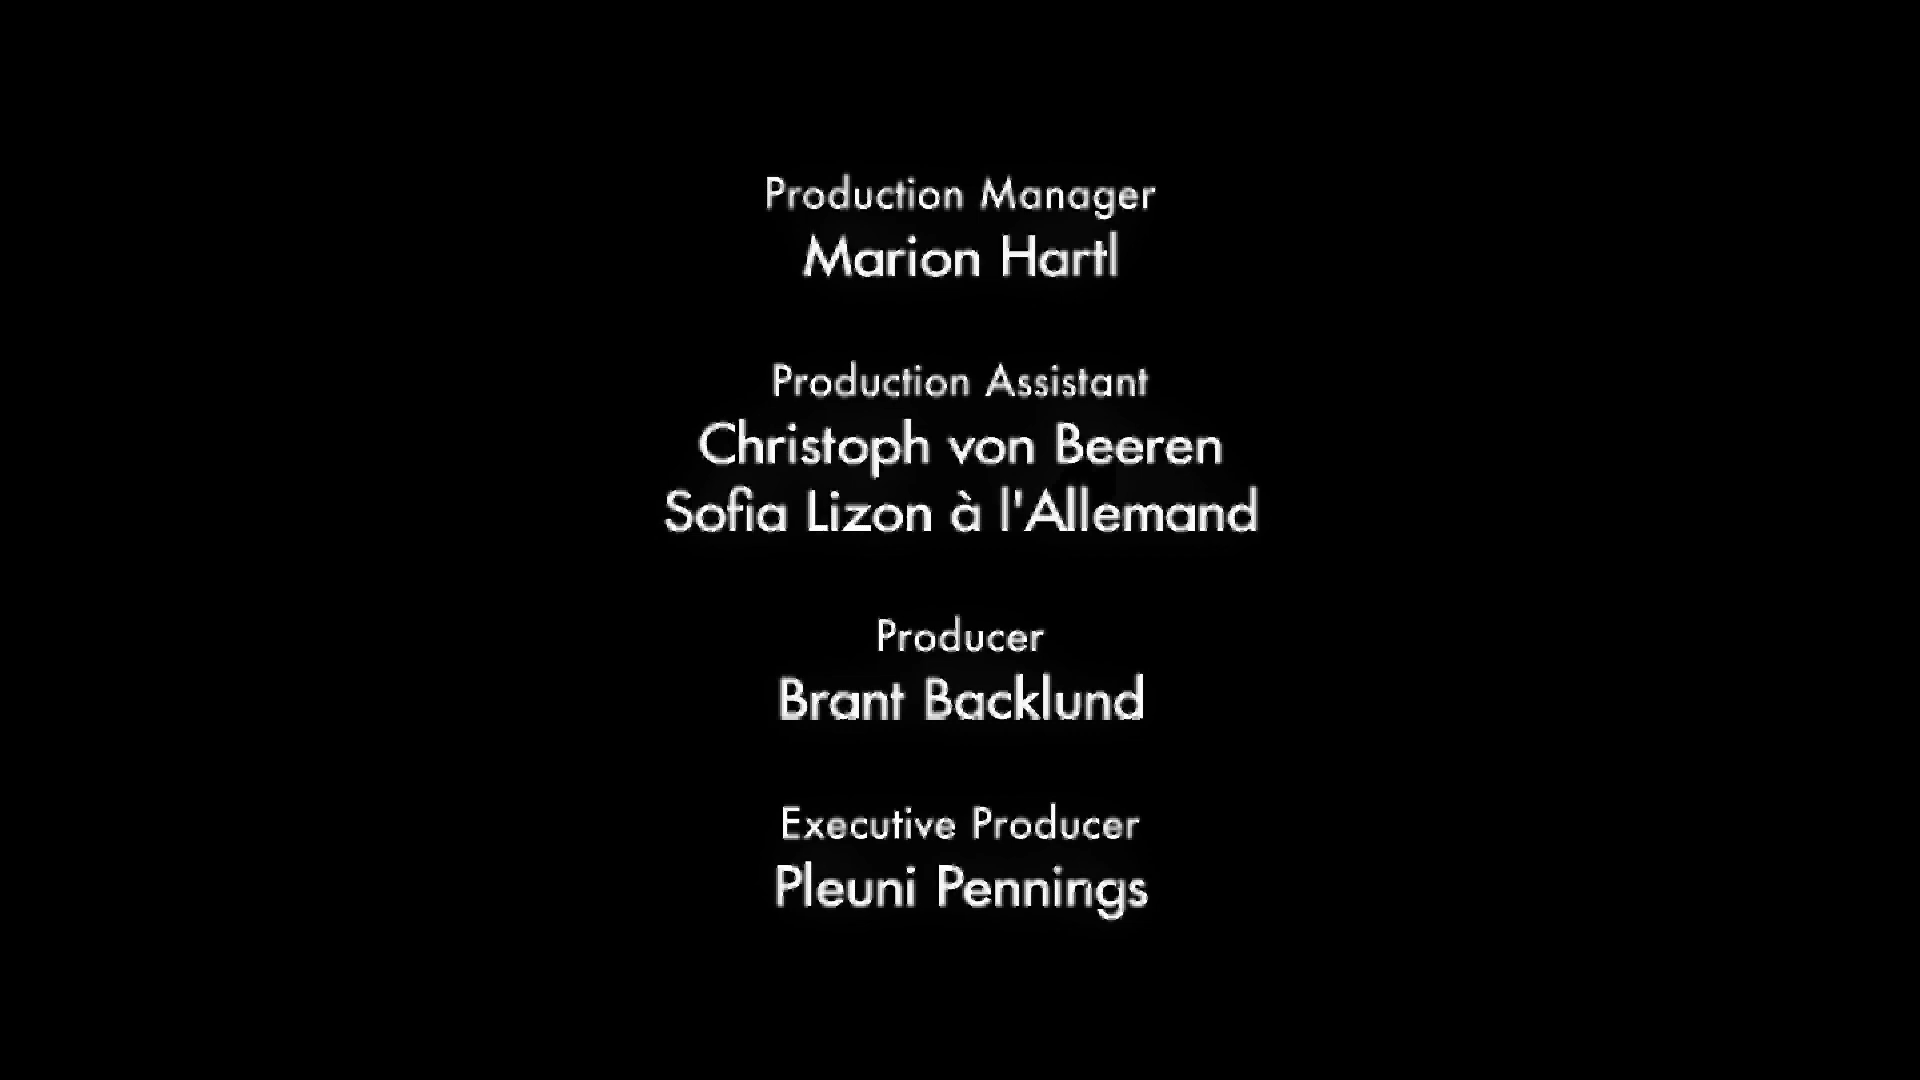 Production Manager
Marion Hartl
Production Assistant
Christoph von Beeren
Sofia Lizon à l'Allemand
Producer
Brant Backlund
Executive Producer
Pleuni Pennings